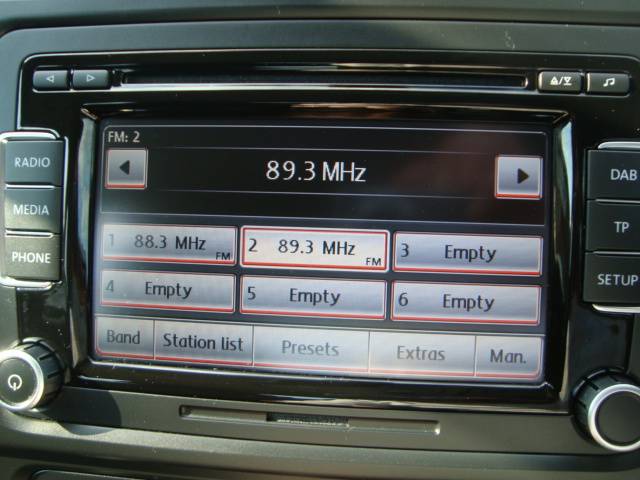 FM: 2
89.3 MHz
RADIO
MEDIA
PHONE
DAB
TP
SETUP
1 88.3 MHz FM
2 89.3 MHz FM
3 Empty
4 Empty
5 Empty
6 Empty
Band Station list Presets Extras Man.